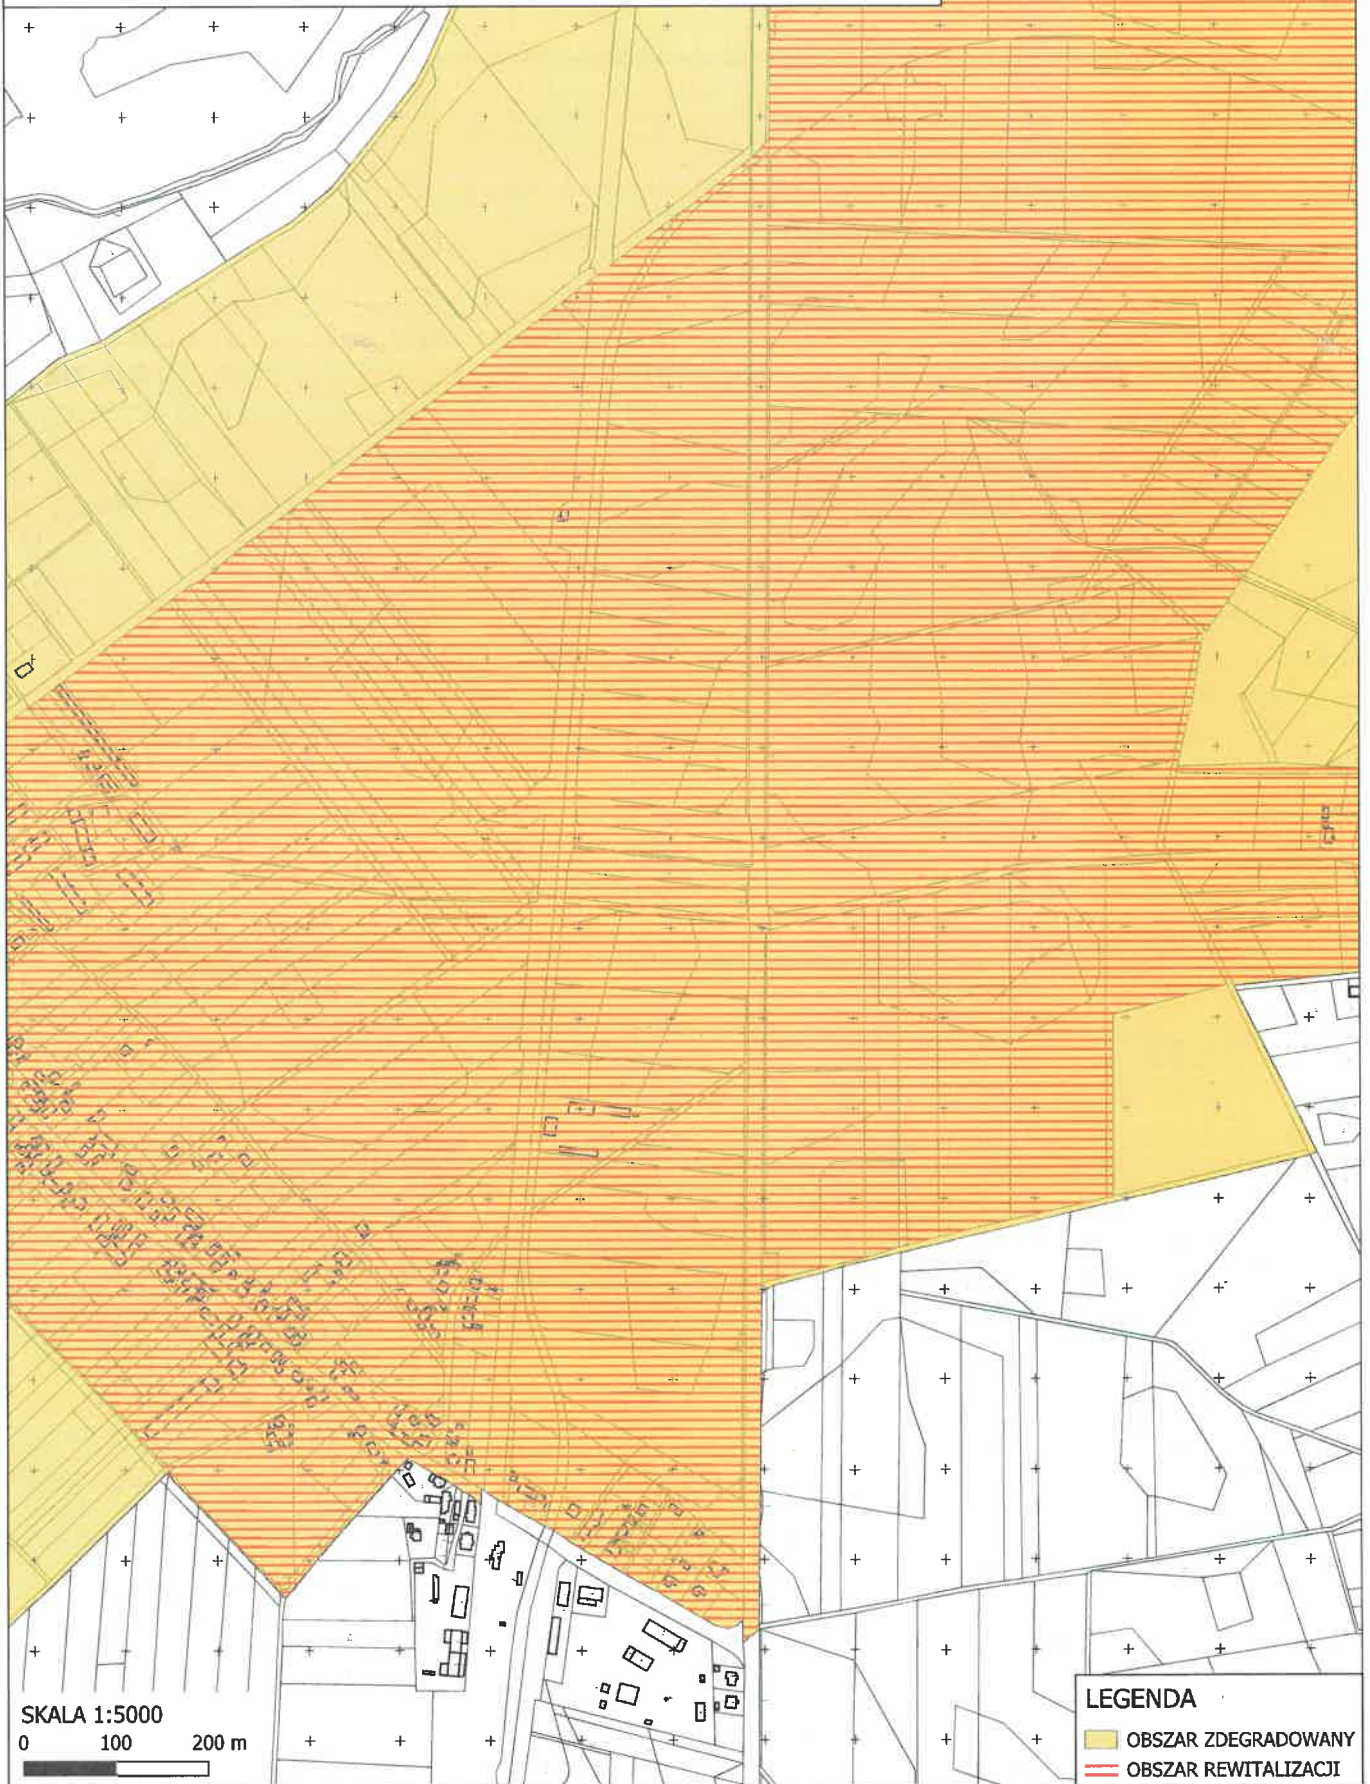 SKALA 1:5000
0 100 200 m
LEGENDA
OBSZAR ZDEGRADOWANY
OBSZAR REWITALIZACJI